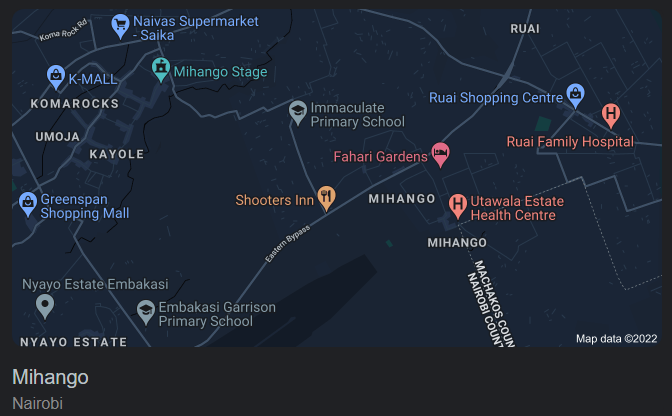 Koma Rock Rd
Naivas Supermarket
- Saika
RUAI
K-MALL
Mihango Stage
KOMAROCKS
Immaculate
Primary School
Ruai Shopping Centre
UMOJA
KAYOLE
Ruai Family Hospital
Fahari Gardens
Greenspan
Shopping Mall
Shooters Inn
MIHANGO
Utawala Estate
Health Centre
Eastern Bypass
MIHANGO
Nyayo Estate Embakasi
MACHAKOS COUN
NAIROBI COUNT
Embakasi Garrison
Primary School
NYAYO ESTATE
Map data ©2022
Mihango
Nairobi